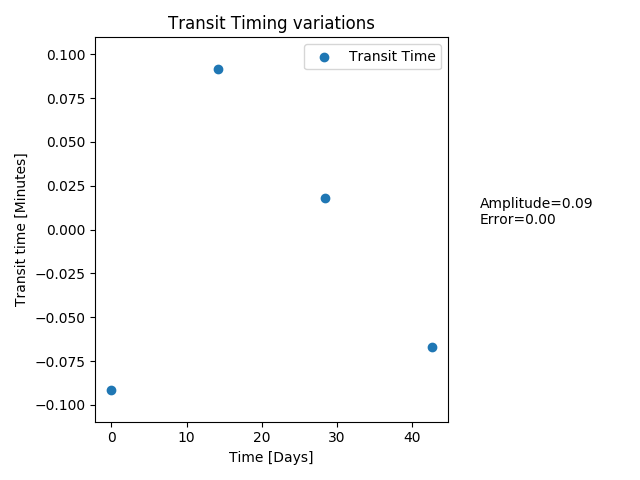 Transit Timing variations
Transit Time
0.100
0.075
0.050
0.025
0.000
−0.025
−0.050
−0.075
−0.100
Transit time [Minutes]
Amplitude=0.09
Error=0.00
0 10 20 30 40
Time [Days]